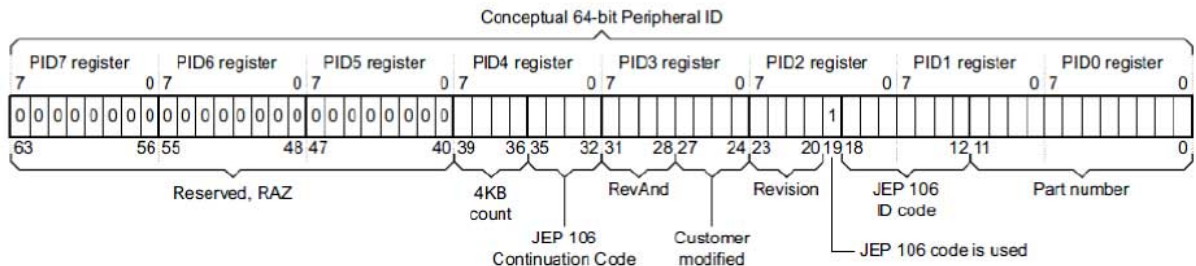 Conceptual 64-bit Peripheral ID
PID7 register PID6 register PID5 register PID4 register PID3 register PID2 register PID1 register PID0 register
7 0 7 0 7 0 7 0 7 0 7 0 7 0 7 0
0 0 0 0 0 0 0 0 0 0 0 0 0 0 0 0 0 0 0 0 0 0 0 0 1
63 56 55 48 47 40 39 36 35 32 31 28 27 24 23 20 19 18 12 11 0
Reserved, RAZ
4KB
count
RevAnd
Revision
JEP 106
ID code
Part number
JEP 106
Continuation Code
Customer
modified
JEP 106 code is used